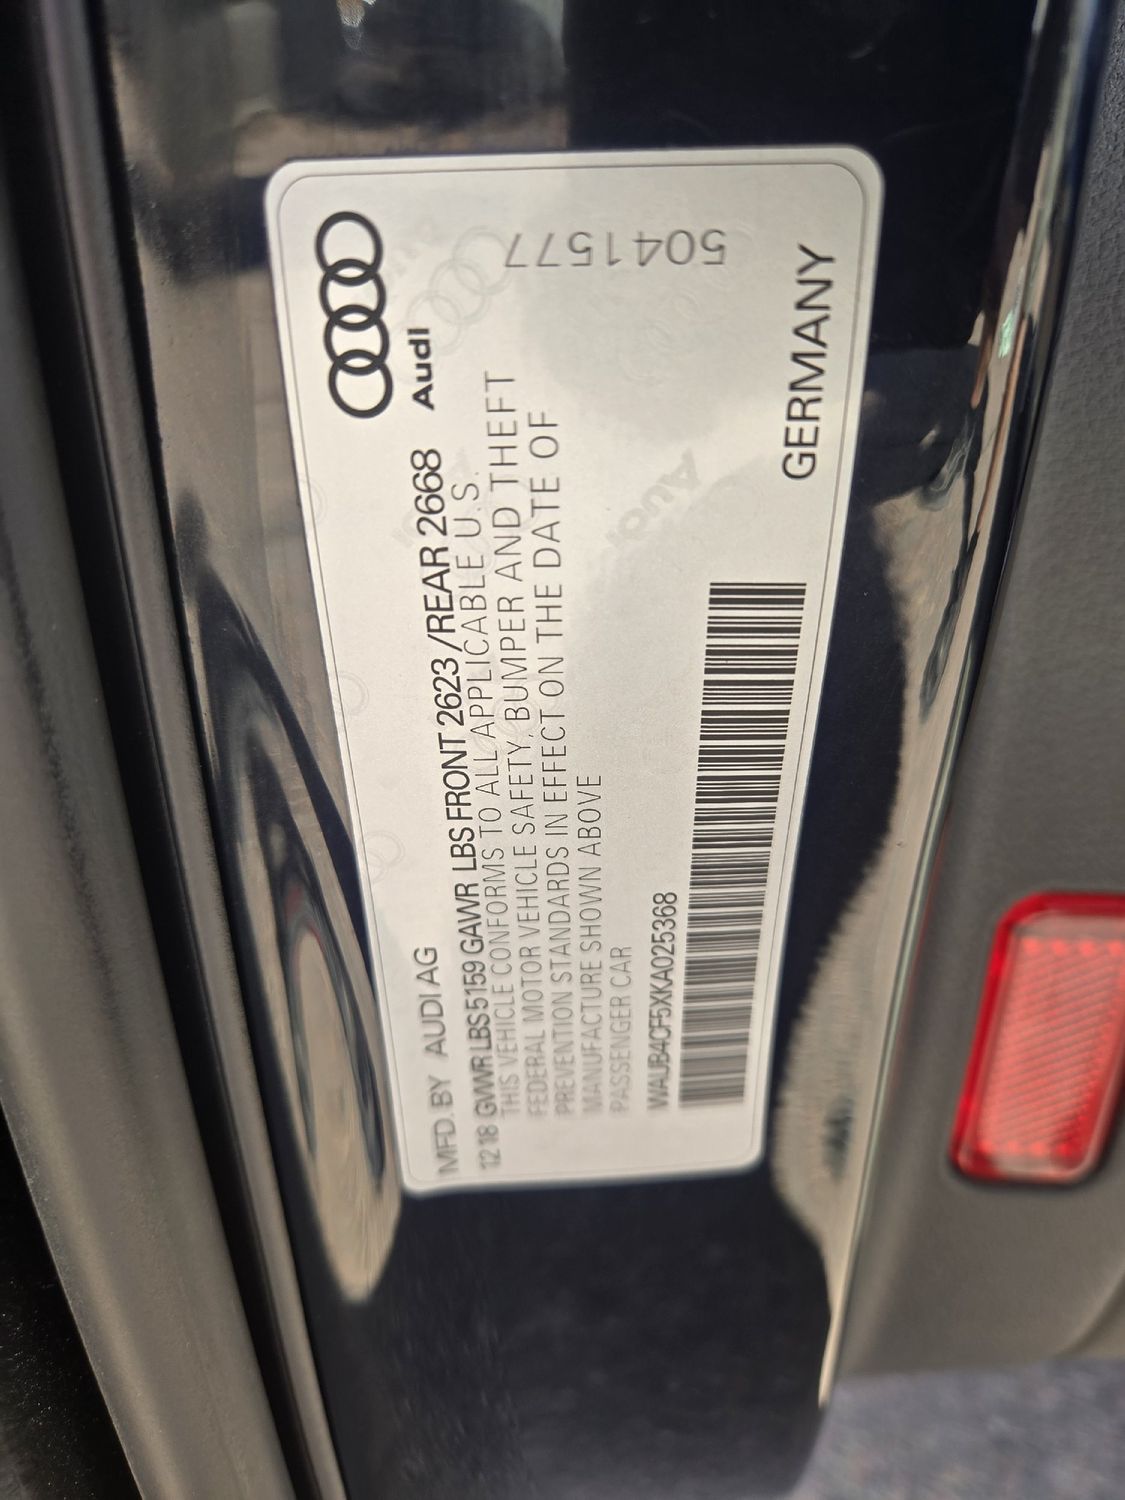 Audi
MFD. BY AUDI AG
12 18 GVWR LBS 5159 GAWR LBS FRONT 2623 /REAR 2668
THIS VEHICLE CONFORMS TO ALL APPLICABLE U.S.
FEDERAL MOTOR VEHICLE SAFETY, BUMPER AND THEFT
PREVENTION STANDARDS IN EFFECT ON THE DATE OF
MANUFACTURE SHOWN ABOVE
PASSENGER CAR
WAJB4CF5XKA025368
GERMANY
5041577